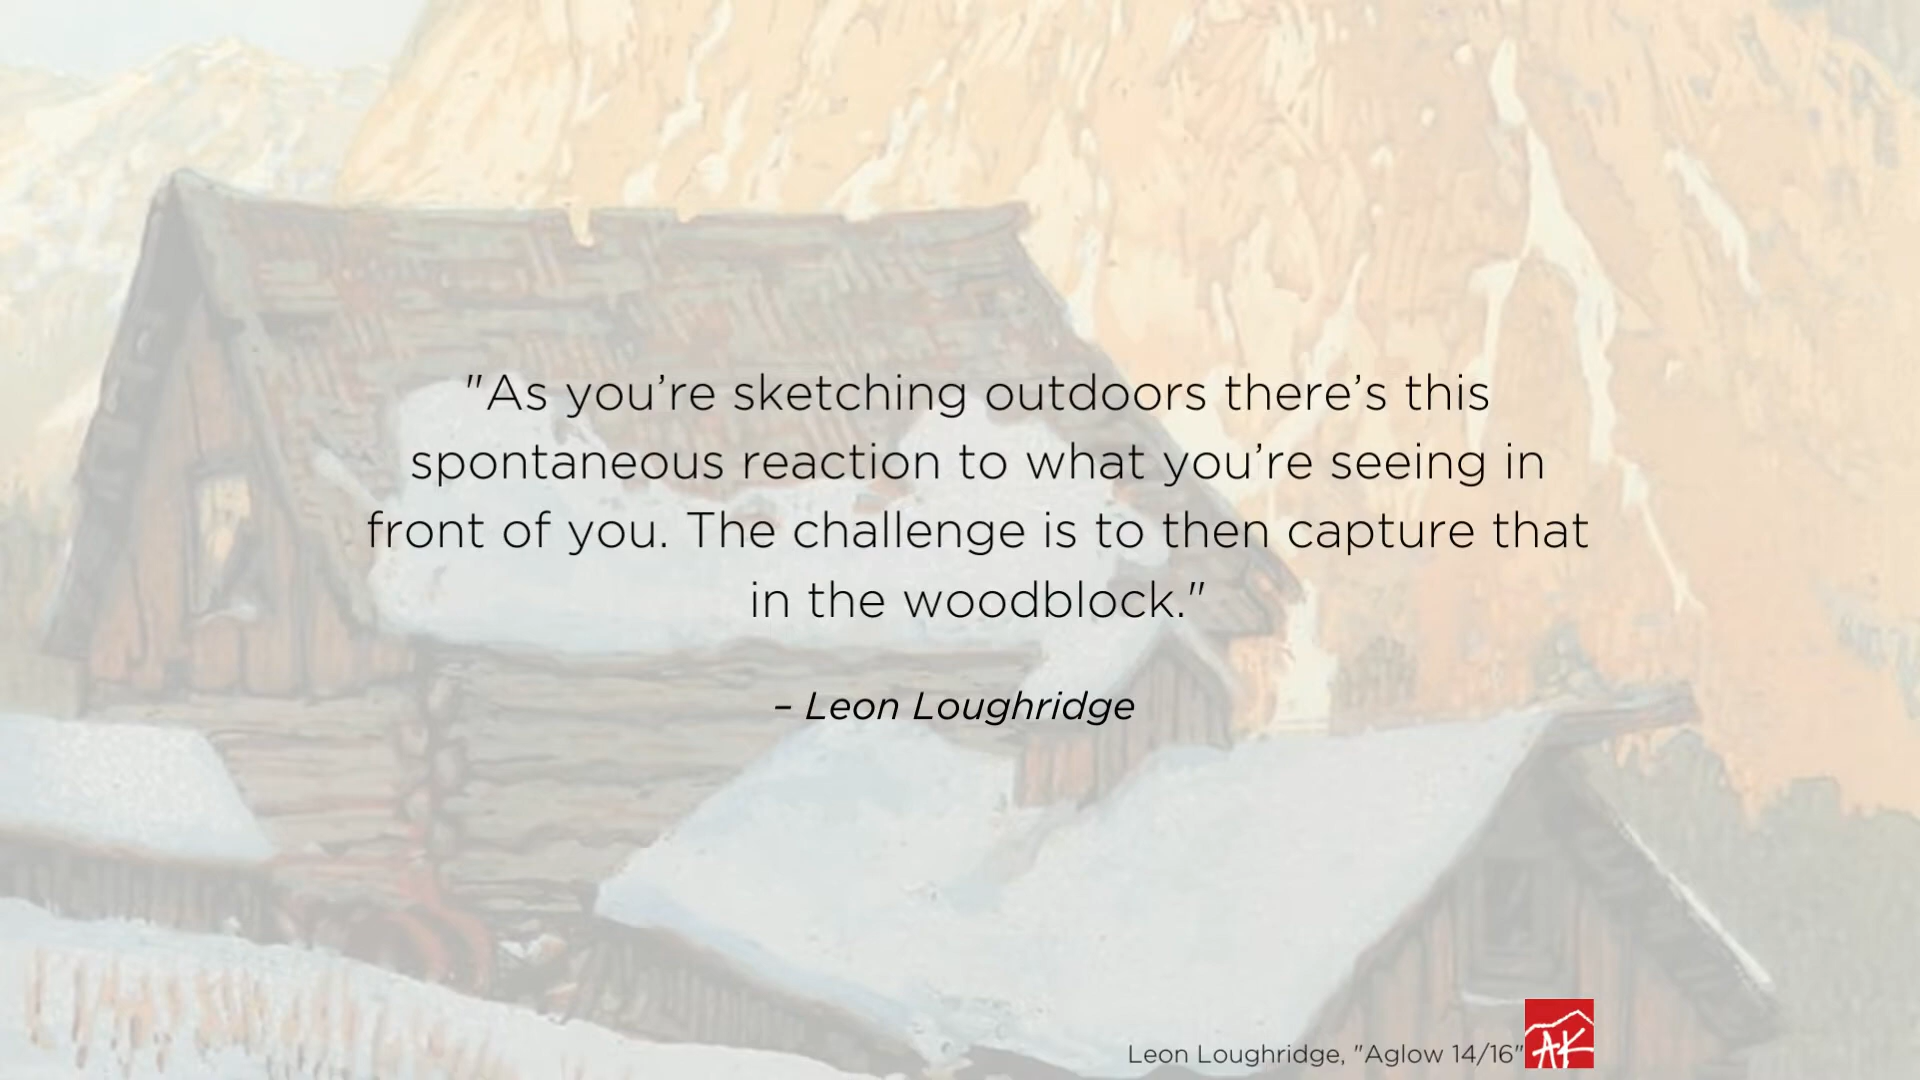 "As you’re sketching outdoors there’s this
spontaneous reaction to what you’re seeing in
front of you. The challenge is to then capture that
in the woodblock."
– Leon Loughridge
Leon Loughridge, "Aglow 14/16"
AK